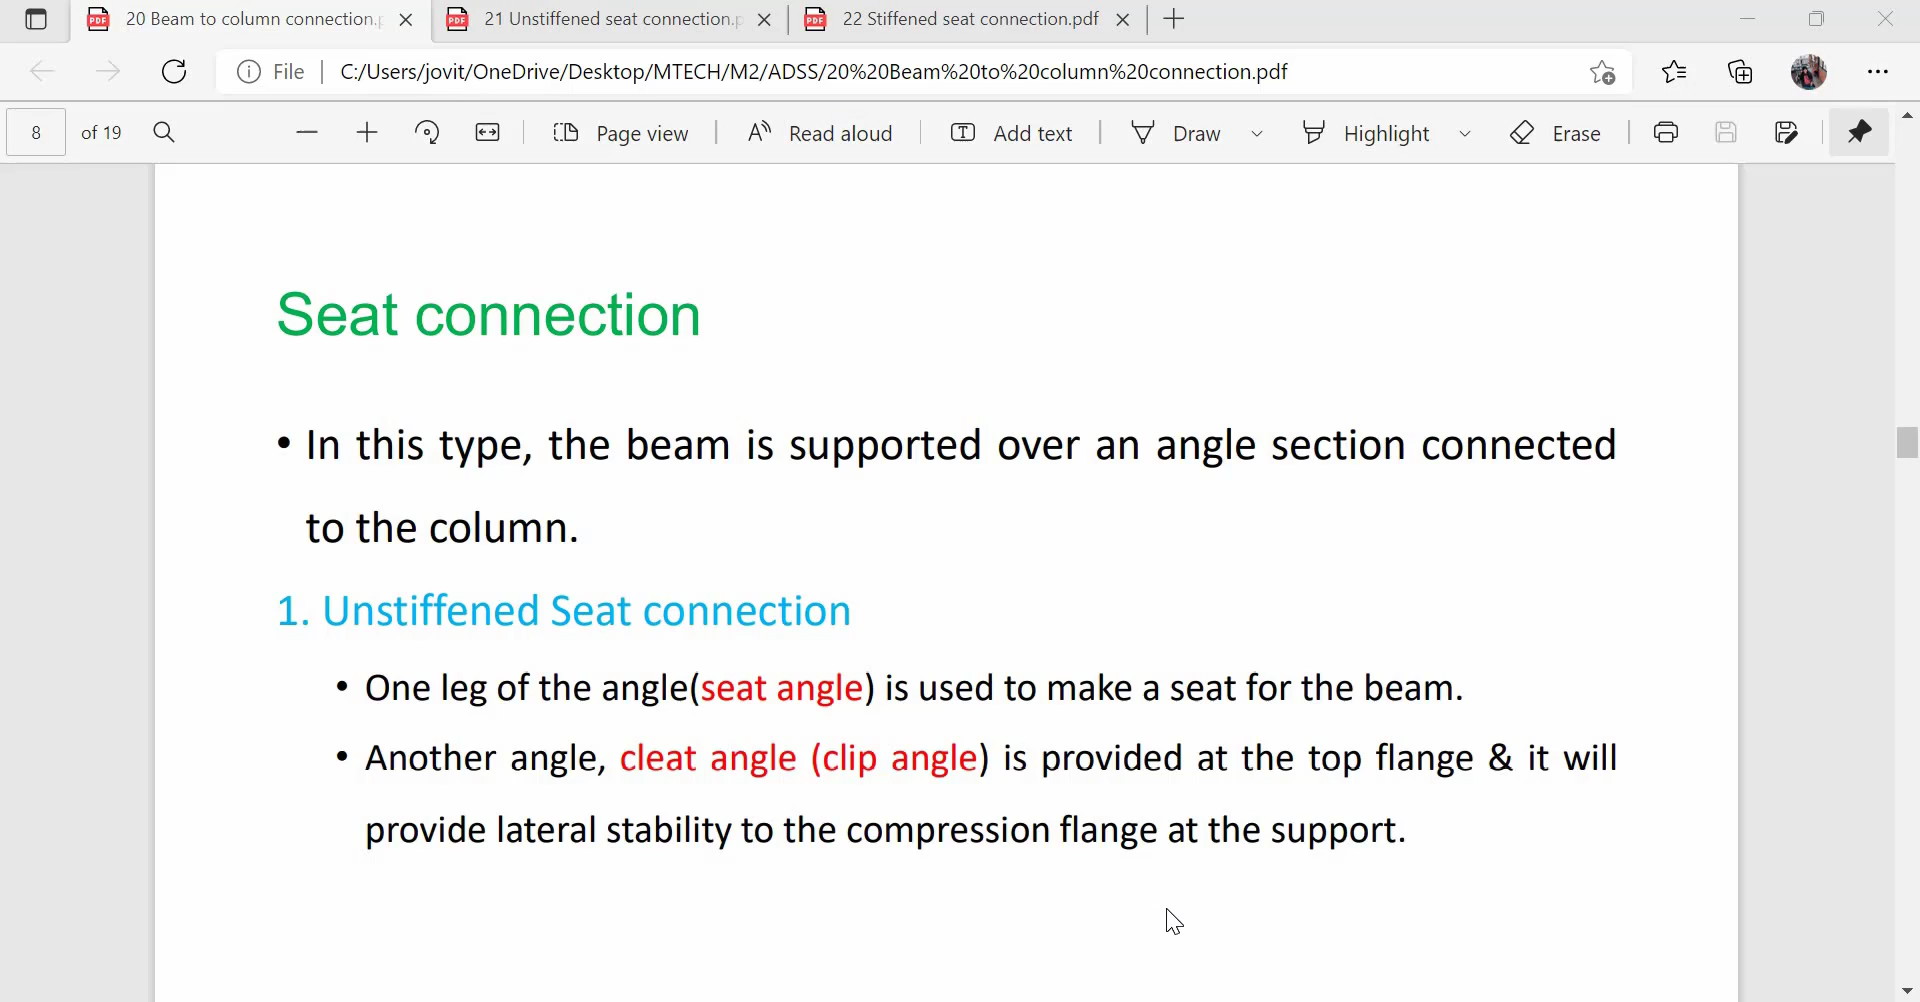 20 Beam to column connection.p
21 Unstiffened seat connection.p
22 Stiffened seat connection.pdf
File
C:/Users/jovit/OneDrive/Desktop/MTECH/M2/ADSS/20%20Beam%20to%20column%20connection.pdf
8 of 19
Page view
Read aloud
Add text
Draw
Highlight
Erase
Seat connection
• In this type, the beam is supported over an angle section connected
to the column.
1. Unstiffened Seat connection
• One leg of the angle(seat angle) is used to make a seat for the beam.
• Another angle, cleat angle (clip angle) is provided at the top flange & it will
provide lateral stability to the compression flange at the support.